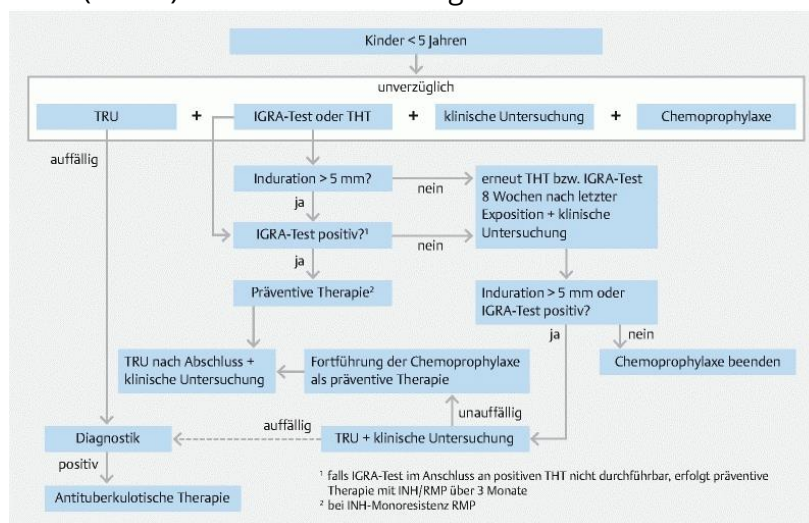 Kinder < 5 Jahren
unverzüglich
TRU + IGRA-Test oder THT + klinische Untersuchung + Chemoprophylaxe
auffällig
Induration > 5 mm?
nein
erneut THT bzw. IGRA-Test
8 Wochen nach letzter
Exposition + klinische
Untersuchung
ja
IGRA-Test positiv?¹
nein
ja
Präventive Therapie²
Induration > 5 mm oder
IGRA-Test positiv?
ja
nein
TRU nach Abschluss +
klinische Untersuchung
Fortführung der Chemoprophylaxe
als präventive Therapie
Chemoprophylaxe beenden
unauffällig
Diagnostik
auffällig
TRU + klinische Untersuchung
positiv
Antituberkulotische Therapie
¹ falls IGRA-Test im Anschluss an positiven THT nicht durchführbar, erfolgt präventive
Therapie mit INH/RMP über 3 Monate
² bei INH-Monoresistenz RMP